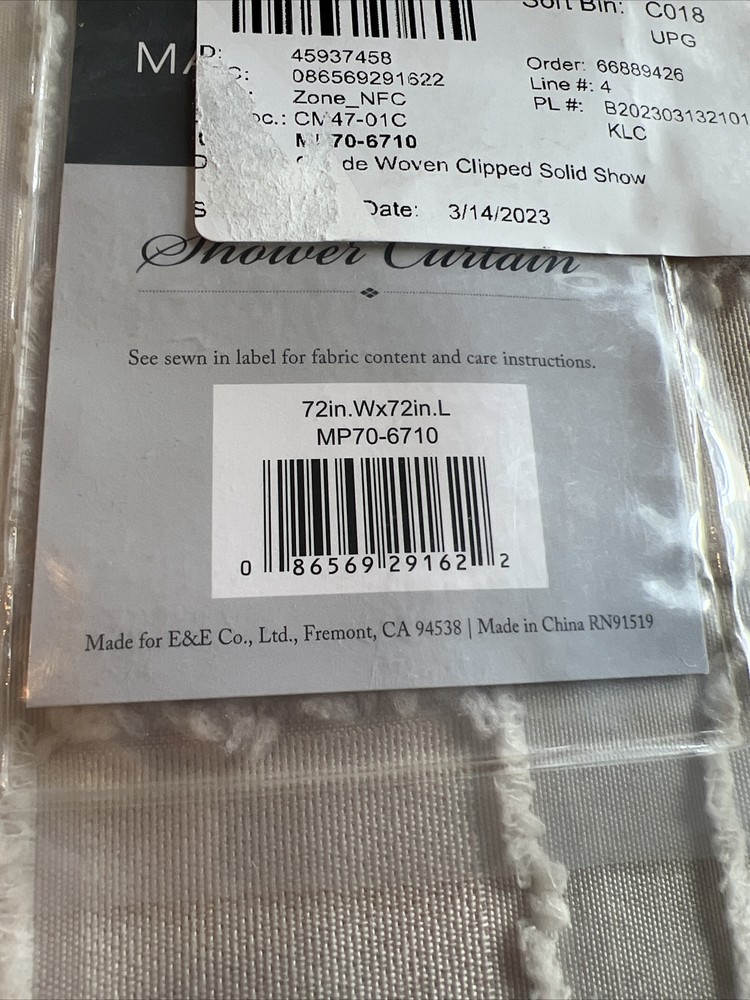 Sort Bin: C018
UPG
D: 45937458
C: 086569291622
Zone_NFC
oc.: CM47-01C
70-6710
de Woven Clipped Solid Show
Date: 3/14/2023
Order: 66889426
Line #: 4
PL #: B202303132101
KLC
MA
Shower Curtain
See sewn in label for fabric content and care instructions.
72in.Wx72in.L
MP70-6710
0 86569 29162 2
Made for E&E Co., Ltd., Fremont, CA 94538 | Made in China RN91519